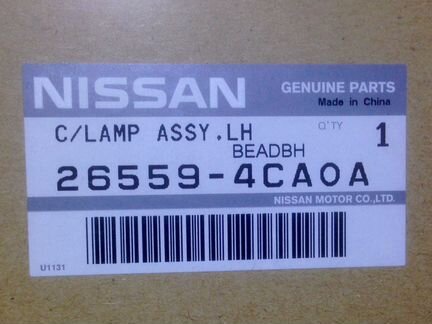 NISSAN GENUINE PARTS
Made in China
C/LAMP ASSY.LH Q'TY 1
BEADBH
26559-4CA0A
NISSAN MOTOR CO.,LTD.
U1131